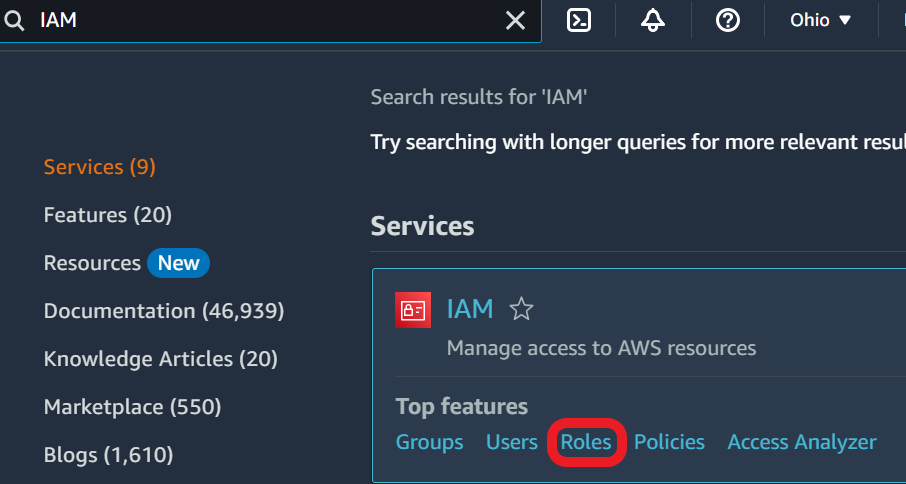 IAM
Ohio
Search results for 'IAM'
Try searching with longer queries for more relevant resul
Services (9)
Features (20)
Resources New
Documentation (46,939)
Knowledge Articles (20)
Marketplace (550)
Blogs (1,610)
Services
IAM
Manage access to AWS resources
Top features
Groups Users Roles Policies Access Analyzer